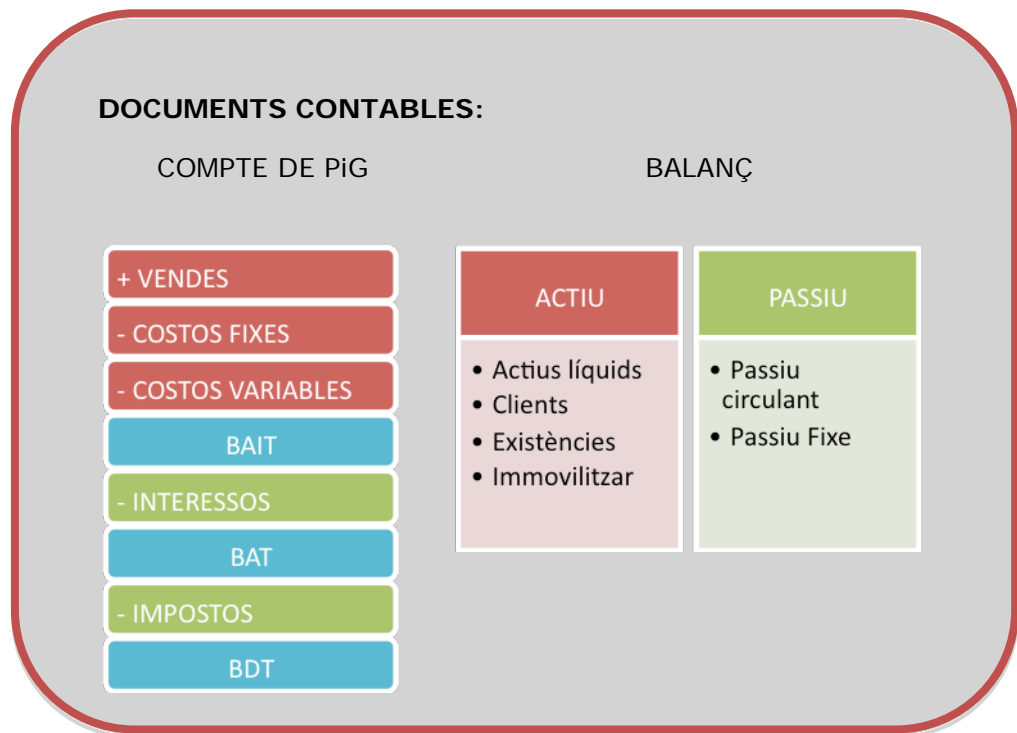 DOCUMENTS CONTABLES:
COMPTE DE PiG
BALANÇ
+ VENDES
- COSTOS FIXES
- COSTOS VARIABLES
BAIT
- INTERESSOS
BAT
- IMPOSTOS
BDT
ACTIU
• Actius líquids
• Clients
• Existències
• Immovilitzar
PASSIU
• Passiu
circulant
• Passiu Fixe